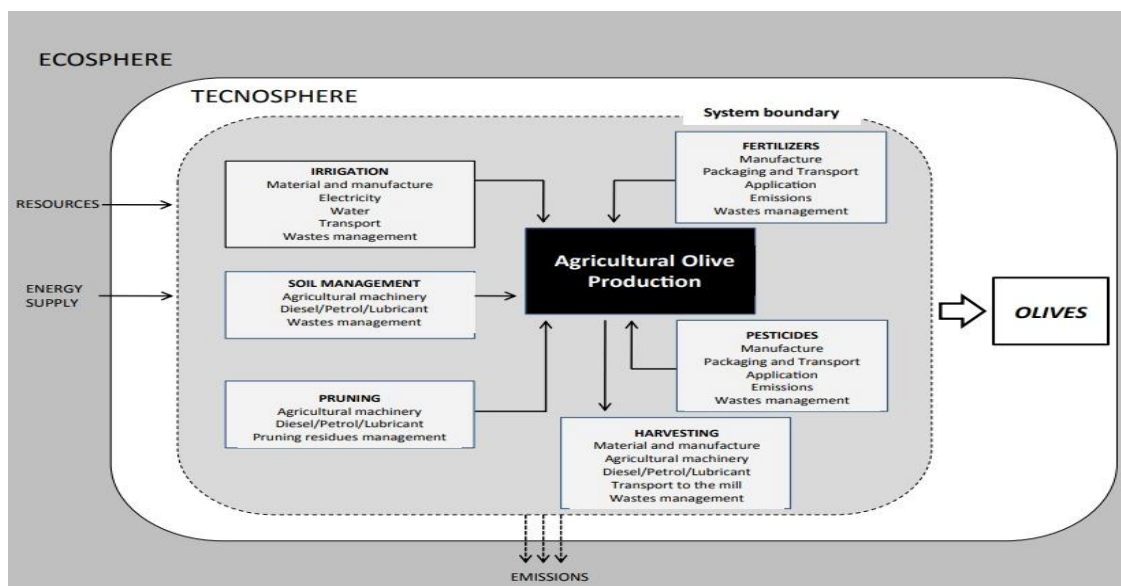 ECOSPHERE
TECNOSPHERE
System boundary
RESOURCES
ENERGY
SUPPLY
IRRIGATION
Material and manufacture
Electricity
Water
Transport
Wastes management
SOIL MANAGEMENT
Agricultural machinery
Diesel/Petrol/Lubricant
Wastes management
PRUNING
Agricultural machinery
Diesel/Petrol/Lubricant
Pruning residues management
FERTILIZERS
Manufacture
Packaging and Transport
Application
Emissions
Wastes management
Agricultural Olive
Production
PESTICIDES
Manufacture
Packaging and Transport
Application
Emissions
Wastes management
HARVESTING
Material and manufacture
Agricultural machinery
Diesel/Petrol/Lubricant
Transport to the mill
Wastes management
OLIVES
EMISSIONS